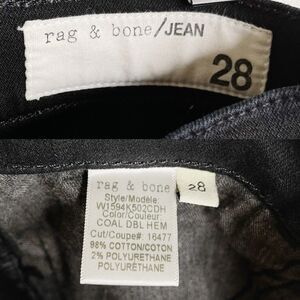 rag & bone/JEAN
28
rag & bone
28
Style/Modèle:
W1594K502CDH
Color/Couleur:
COAL DBL HEM
Cut/Coupe#: 16477
98% COTTON/COTON
2% POLYURETHANE
POLYURÉTHANE